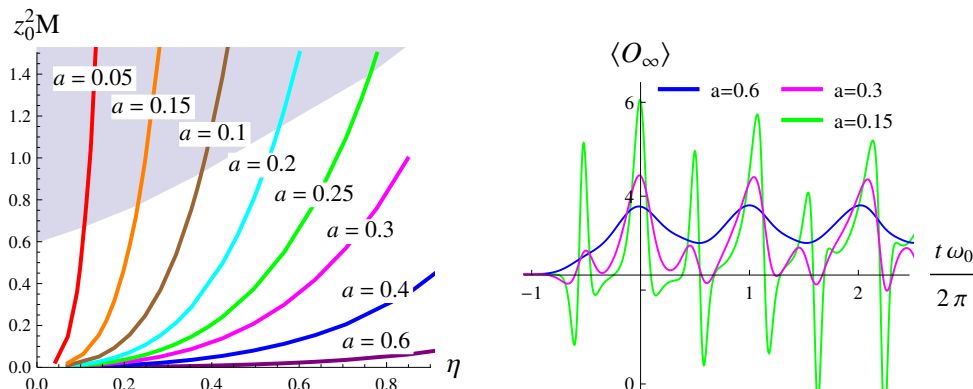 z₀²M
1.4
1.2
1.0
0.8
0.6
0.4
0.2
0.0
0.0
0.2
0.4
0.6
0.8
η
a = 0.05
a = 0.15
a = 0.1
a = 0.2
a = 0.25
a = 0.3
a = 0.4
a = 0.6
⟨O∞⟩
a=0.6
a=0.3
a=0.15
6
4
0
−1
1
2
t ω₀
2 π